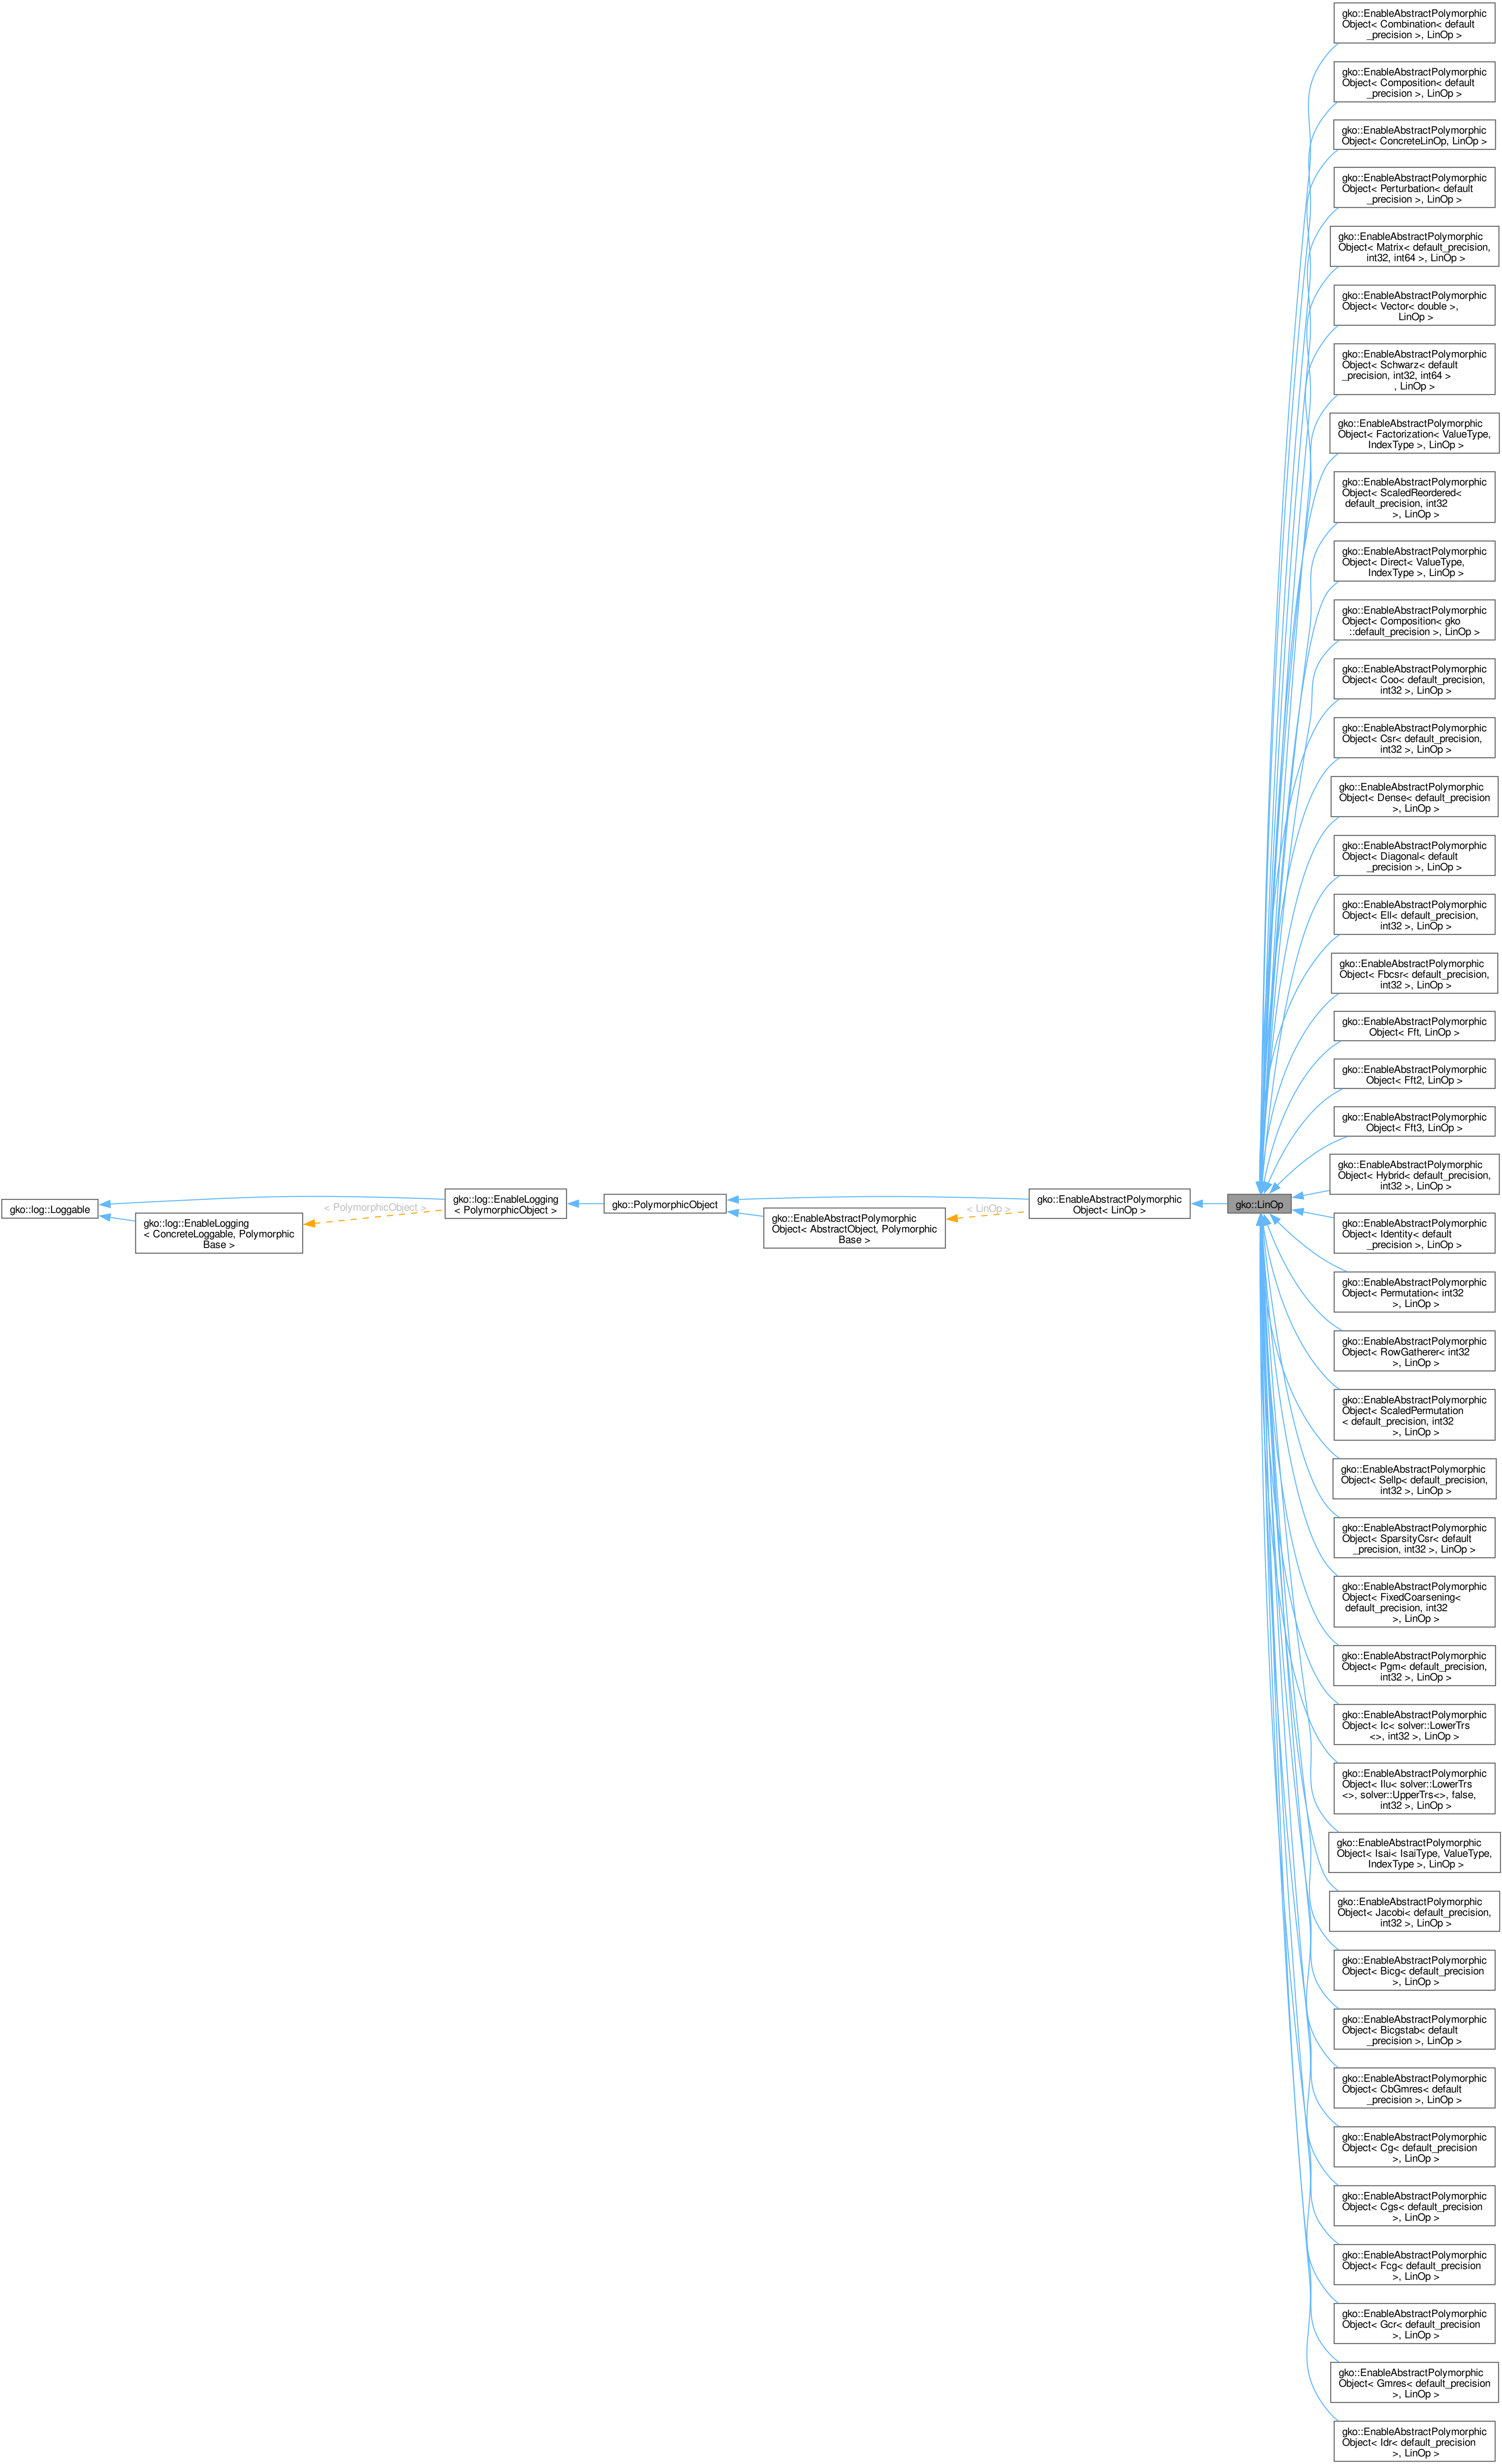 gko::EnableAbstractPolymorphic
Object< Combination< default
_precision >, LinOp >
gko::EnableAbstractPolymorphic
Object< Composition< default
_precision >, LinOp >
gko::EnableAbstractPolymorphic
Object< ConcreteLinOp, LinOp >
gko::EnableAbstractPolymorphic
Object< Perturbation< default
_precision >, LinOp >
gko::EnableAbstractPolymorphic
Object< Matrix< default_precision,
int32, int64 >, LinOp >
gko::EnableAbstractPolymorphic
Object< Vector< double >,
LinOp >
gko::EnableAbstractPolymorphic
Object< Schwarz< default
_precision, int32, int64 >
, LinOp >
gko::EnableAbstractPolymorphic
Object< Factorization< ValueType,
IndexType >, LinOp >
gko::EnableAbstractPolymorphic
Object< ScaledReordered<
default_precision, int32
>, LinOp >
gko::EnableAbstractPolymorphic
Object< Direct< ValueType,
IndexType >, LinOp >
gko::EnableAbstractPolymorphic
Object< Composition< gko
::default_precision >, LinOp >
gko::EnableAbstractPolymorphic
Object< Coo< default_precision,
int32 >, LinOp >
gko::EnableAbstractPolymorphic
Object< Csr< default_precision,
int32 >, LinOp >
gko::EnableAbstractPolymorphic
Object< Dense< default_precision
>, LinOp >
gko::EnableAbstractPolymorphic
Object< Diagonal< default
_precision >, LinOp >
gko::EnableAbstractPolymorphic
Object< Ell< default_precision,
int32 >, LinOp >
gko::EnableAbstractPolymorphic
Object< Fbcsr< default_precision,
int32 >, LinOp >
gko::EnableAbstractPolymorphic
Object< Fft, LinOp >
gko::EnableAbstractPolymorphic
Object< Fft2, LinOp >
gko::EnableAbstractPolymorphic
Object< Fft3, LinOp >
gko::EnableAbstractPolymorphic
Object< Hybrid< default_precision,
int32 >, LinOp >
gko::log::Loggable
gko::log::EnableLogging
< ConcreteLoggable, Polymorphic
Base >
< PolymorphicObject >
gko::log::EnableLogging
< PolymorphicObject >
gko::PolymorphicObject
gko::EnableAbstractPolymorphic
Object< AbstractObject, Polymorphic
Base >
< LinOp >
gko::EnableAbstractPolymorphic
Object< LinOp >
gko::LinOp
gko::EnableAbstractPolymorphic
Object< Identity< default
_precision >, LinOp >
gko::EnableAbstractPolymorphic
Object< Permutation< int32
>, LinOp >
gko::EnableAbstractPolymorphic
Object< RowGatherer< int32
>, LinOp >
gko::EnableAbstractPolymorphic
Object< ScaledPermutation
< default_precision, int32
>, LinOp >
gko::EnableAbstractPolymorphic
Object< Sellp< default_precision,
int32 >, LinOp >
gko::EnableAbstractPolymorphic
Object< SparsityCsr< default
_precision, int32 >, LinOp >
gko::EnableAbstractPolymorphic
Object< FixedCoarsening<
default_precision, int32
>, LinOp >
gko::EnableAbstractPolymorphic
Object< Pgm< default_precision,
int32 >, LinOp >
gko::EnableAbstractPolymorphic
Object< Ic< solver::LowerTrs
<>, int32 >, LinOp >
gko::EnableAbstractPolymorphic
Object< Ilu< solver::LowerTrs
<>, solver::UpperTrs<>, false,
int32 >, LinOp >
gko::EnableAbstractPolymorphic
Object< Isai< IsaiType, ValueType,
IndexType >, LinOp >
gko::EnableAbstractPolymorphic
Object< Jacobi< default_precision,
int32 >, LinOp >
gko::EnableAbstractPolymorphic
Object< Bicg< default_precision
>, LinOp >
gko::EnableAbstractPolymorphic
Object< Bicgstab< default
_precision >, LinOp >
gko::EnableAbstractPolymorphic
Object< CbGmres< default
_precision >, LinOp >
gko::EnableAbstractPolymorphic
Object< Cg< default_precision
>, LinOp >
gko::EnableAbstractPolymorphic
Object< Cgs< default_precision
>, LinOp >
gko::EnableAbstractPolymorphic
Object< Fcg< default_precision
>, LinOp >
gko::EnableAbstractPolymorphic
Object< Gcr< default_precision
>, LinOp >
gko::EnableAbstractPolymorphic
Object< Gmres< default_precision
>, LinOp >
gko::EnableAbstractPolymorphic
Object< Idr< default_precision
>, LinOp >